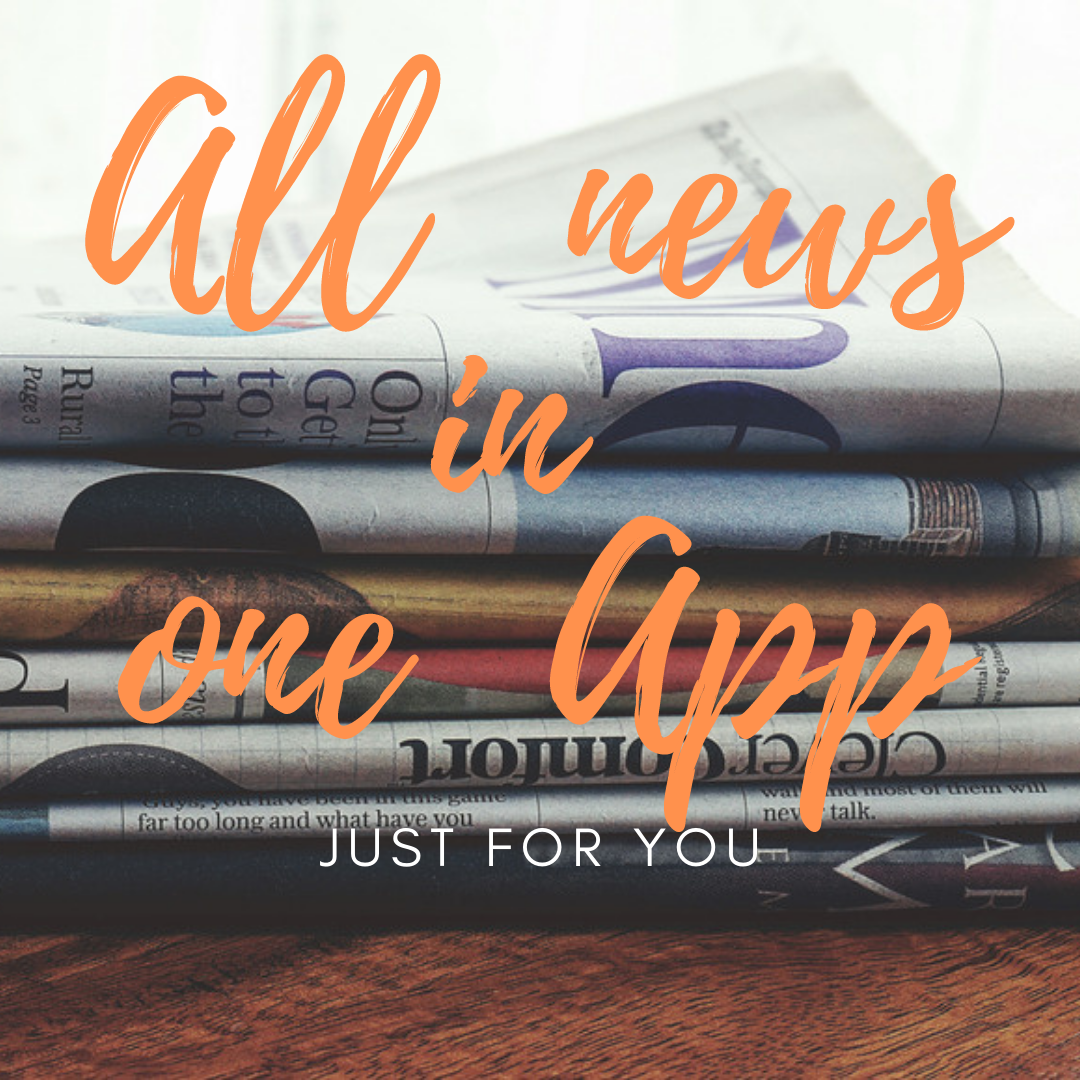 All news
in
one App
JUST FOR YOU
Onl
Get
to t
the
Rural
Page 3
Clever Comfort
Guys, you have been in this game
far too long and what have you
and most of them will
never talk.